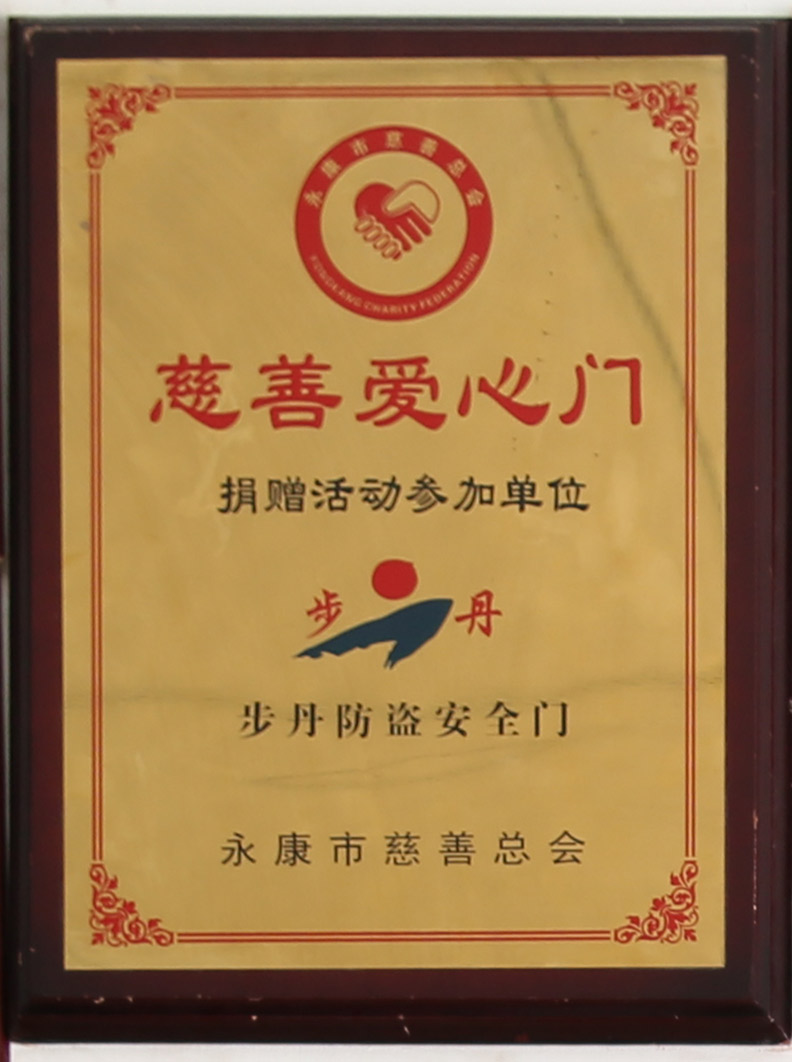 永康市慈善总会
YONGKANG CHARITY FEDERATION
慈善爱心门
捐赠活动参加单位
步丹
步丹防盗安全门
永康市慈善总会